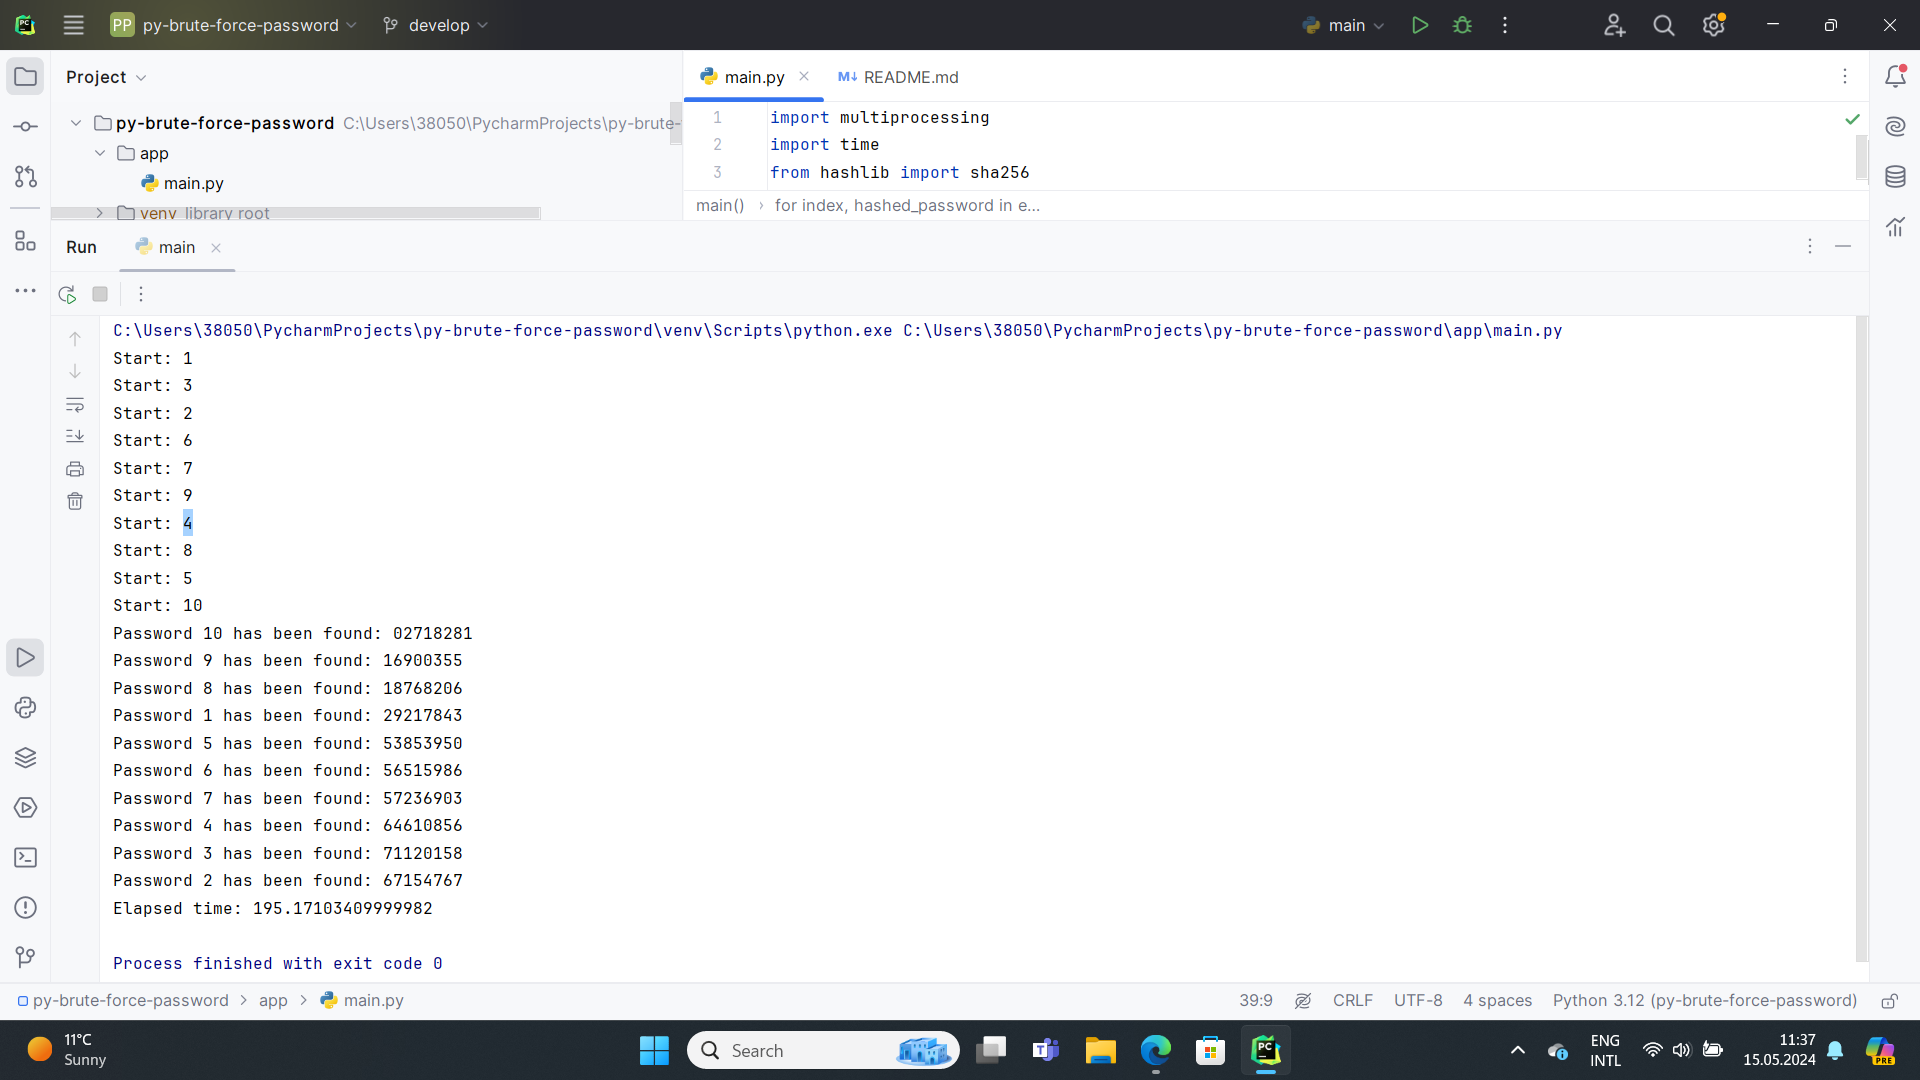 PP py-brute-force-password develop main
Project
main.py README.md
py-brute-force-password C:\Users\38050\PycharmProjects\py-brute-
app
main.py
venv library root
1 import multiprocessing
2 import time
3 from hashlib import sha256
main() › for index, hashed_password in e...
Run main
C:\Users\38050\PycharmProjects\py-brute-force-password\venv\Scripts\python.exe C:\Users\38050\PycharmProjects\py-brute-force-password\app\main.py
Start: 1
Start: 3
Start: 2
Start: 6
Start: 7
Start: 9
Start: 4
Start: 8
Start: 5
Start: 10
Password 10 has been found: 02718281
Password 9 has been found: 16900355
Password 8 has been found: 18768206
Password 1 has been found: 29217843
Password 5 has been found: 53853950
Password 6 has been found: 56515986
Password 7 has been found: 57236903
Password 4 has been found: 64610856
Password 3 has been found: 71120158
Password 2 has been found: 67154767
Elapsed time: 195.17103409999982
Process finished with exit code 0
py-brute-force-password › app › main.py 39:9 CRLF UTF-8 4 spaces Python 3.12 (py-brute-force-password)
11°C
Sunny
Search
ENG
INTL
11:37
15.05.2024
PRE